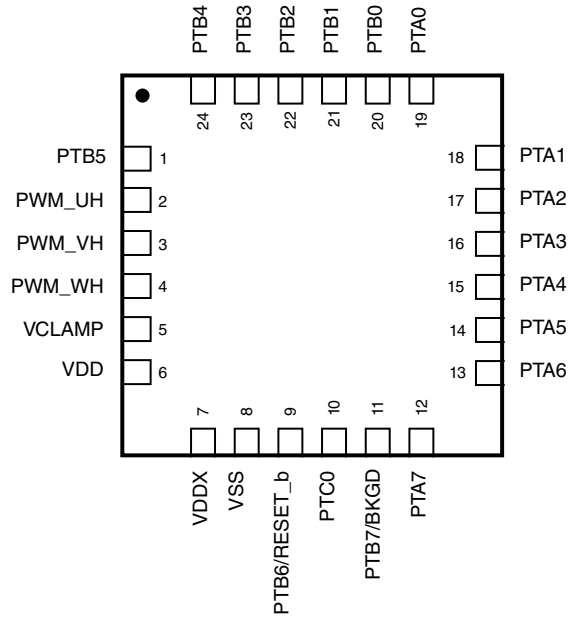 PTB4 PTB3 PTB2 PTB1 PTB0 PTA0
24 23 22 21 20 19
PTB5 1 18 PTA1
PWM_UH 2 17 PTA2
PWM_VH 3 16 PTA3
PWM_WH 4 15 PTA4
VCLAMP 5 14 PTA5
VDD 6 13 PTA6
7 8 9 10 11 12
VDDX VSS PTB6/RESET_b PTC0 PTB7/BKGD PTA7